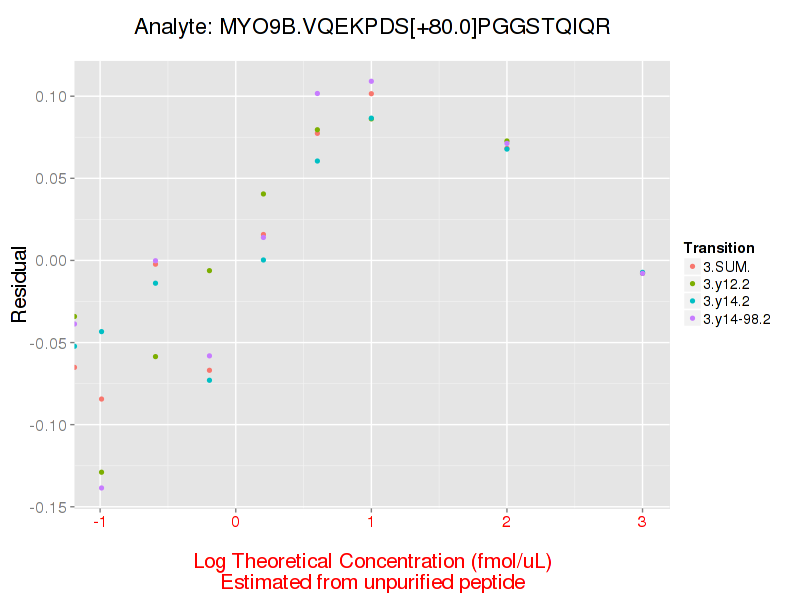 Analyte: MYO9B.VQEKPDS[+80.0]PGGSTQIQR
0.10
0.05
0.00
-0.05
-0.10
-0.15
Residual
-1
0
1
2
3
Log Theoretical Concentration (fmol/uL)
Estimated from unpurified peptide
Transition
3.SUM.
3.y12.2
3.y14.2
3.y14-98.2